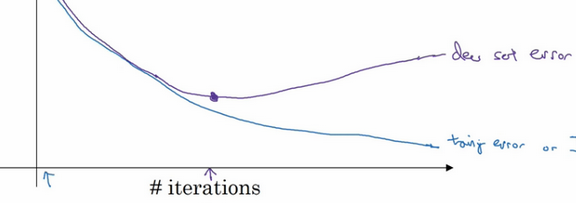 dev set error
train error or J
# iterations